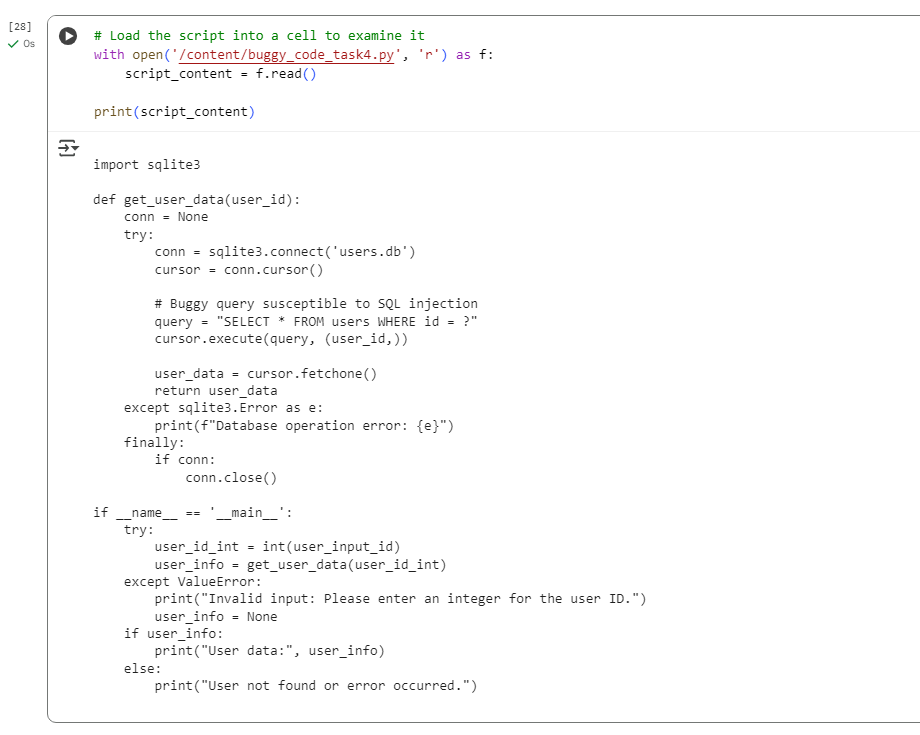 [28]
0s
# Load the script into a cell to examine it
with open('/content/buggy_code_task4.py', 'r') as f:
    script_content = f.read()

print(script_content)

import sqlite3

def get_user_data(user_id):
    conn = None
    try:
        conn = sqlite3.connect('users.db')
        cursor = conn.cursor()

        # Buggy query susceptible to SQL injection
        query = "SELECT * FROM users WHERE id = ?"
        cursor.execute(query, (user_id,))

        user_data = cursor.fetchone()
        return user_data
    except sqlite3.Error as e:
        print(f"Database operation error: {e}")
    finally:
        if conn:
            conn.close()

if __name__ == '__main__':
    try:
        user_id_int = int(user_input_id)
        user_info = get_user_data(user_id_int)
    except ValueError:
        print("Invalid input: Please enter an integer for the user ID.")
        user_info = None
    if user_info:
        print("User data:", user_info)
    else:
        print("User not found or error occurred.")